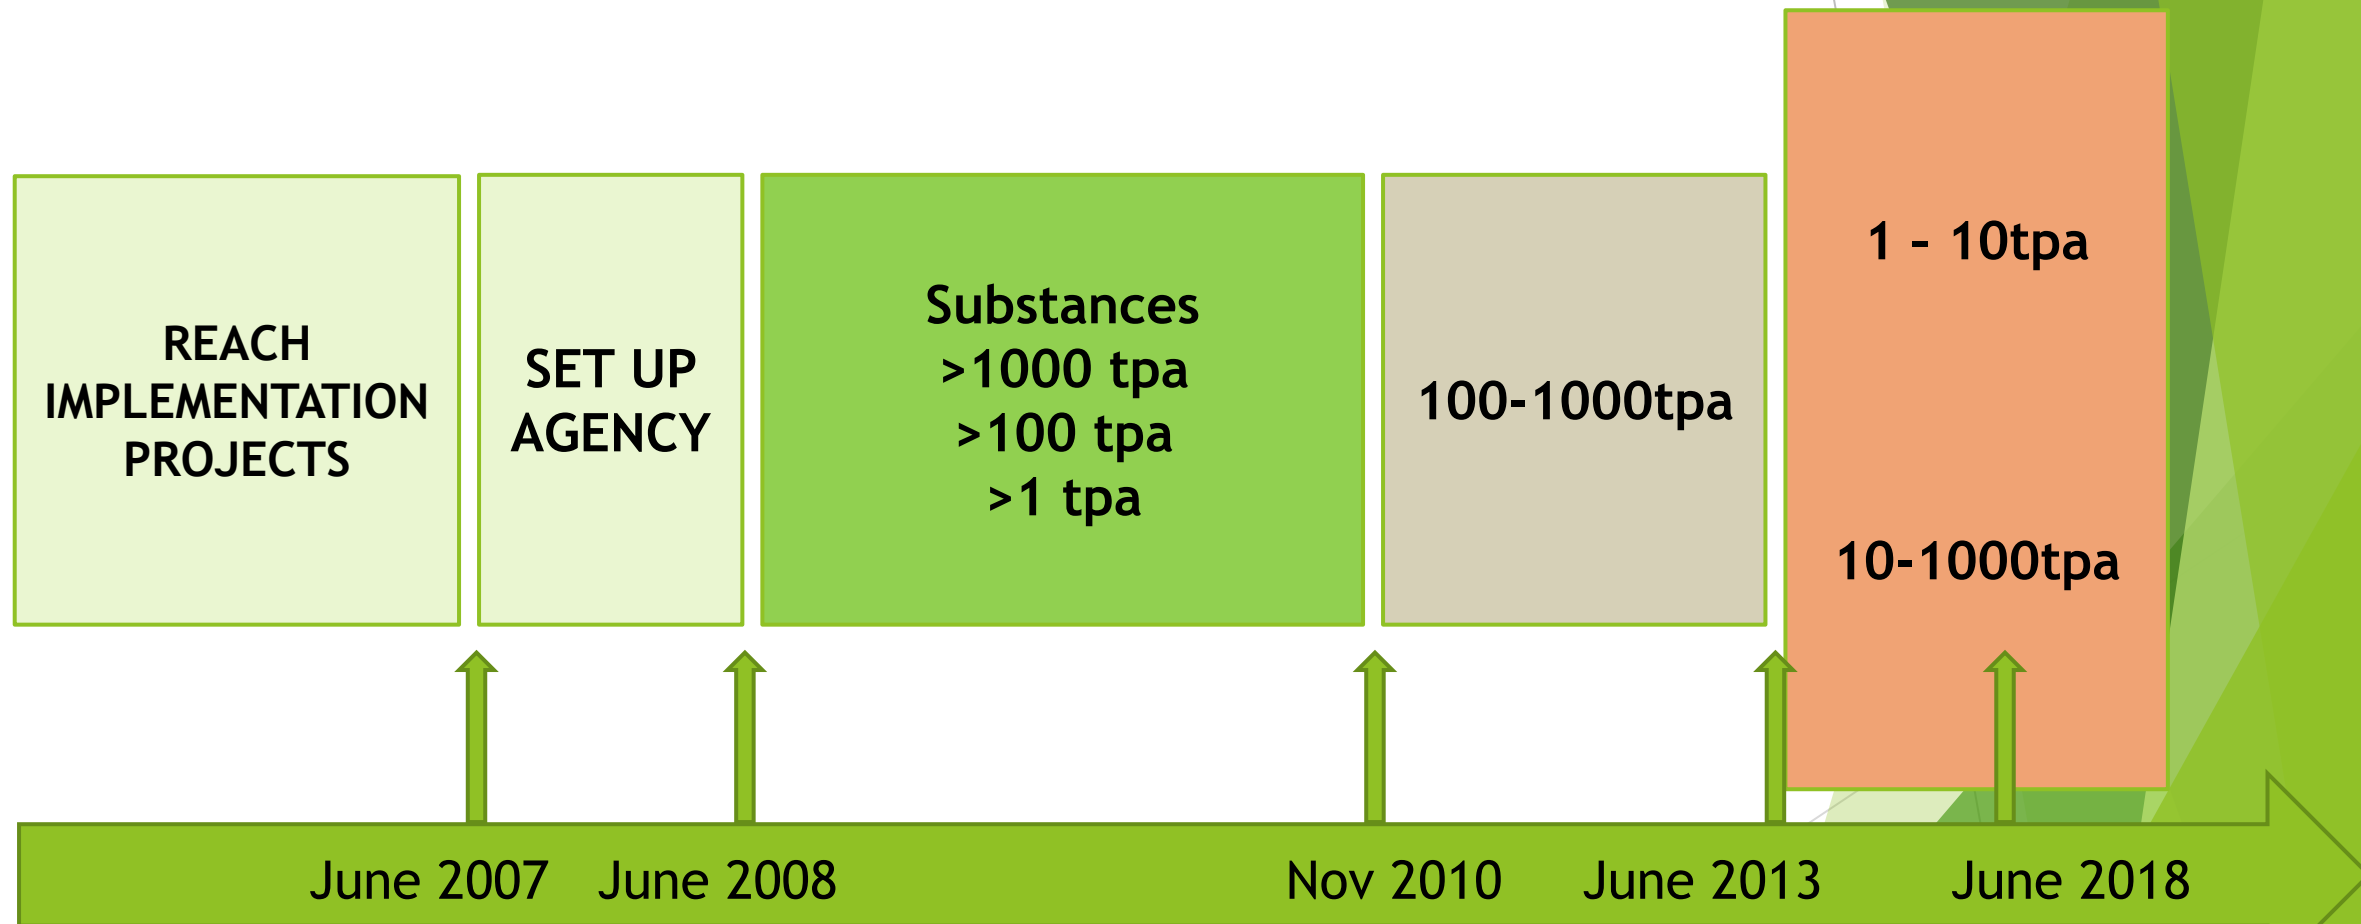 REACH
IMPLEMENTATION
PROJECTS
SET UP
AGENCY
Substances
>1000 tpa
>100 tpa
>1 tpa
100-1000tpa
1 – 10tpa
10-1000tpa
June 2007
June 2008
Nov 2010
June 2013
June 2018